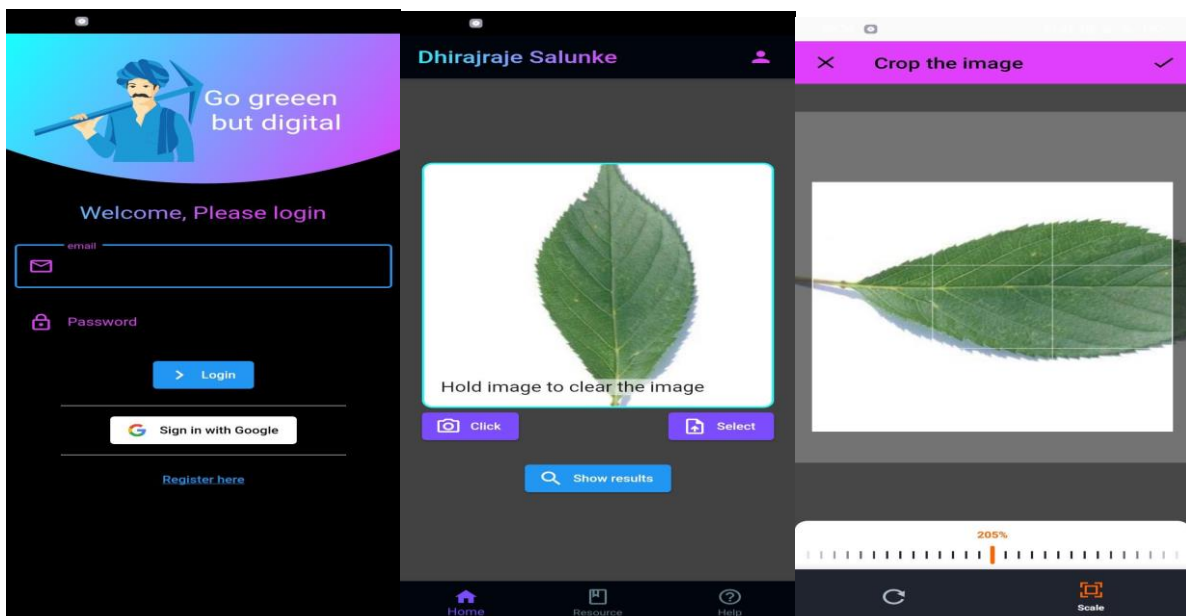 Go greeen
but digital
Welcome, Please login
email
Password
> Login
Sign in with Google
Register here
Dhirajraje Salunke
Hold image to clear the image
Click
Select
Show results
Home
Resource
Help
Crop the image
205%
Scale